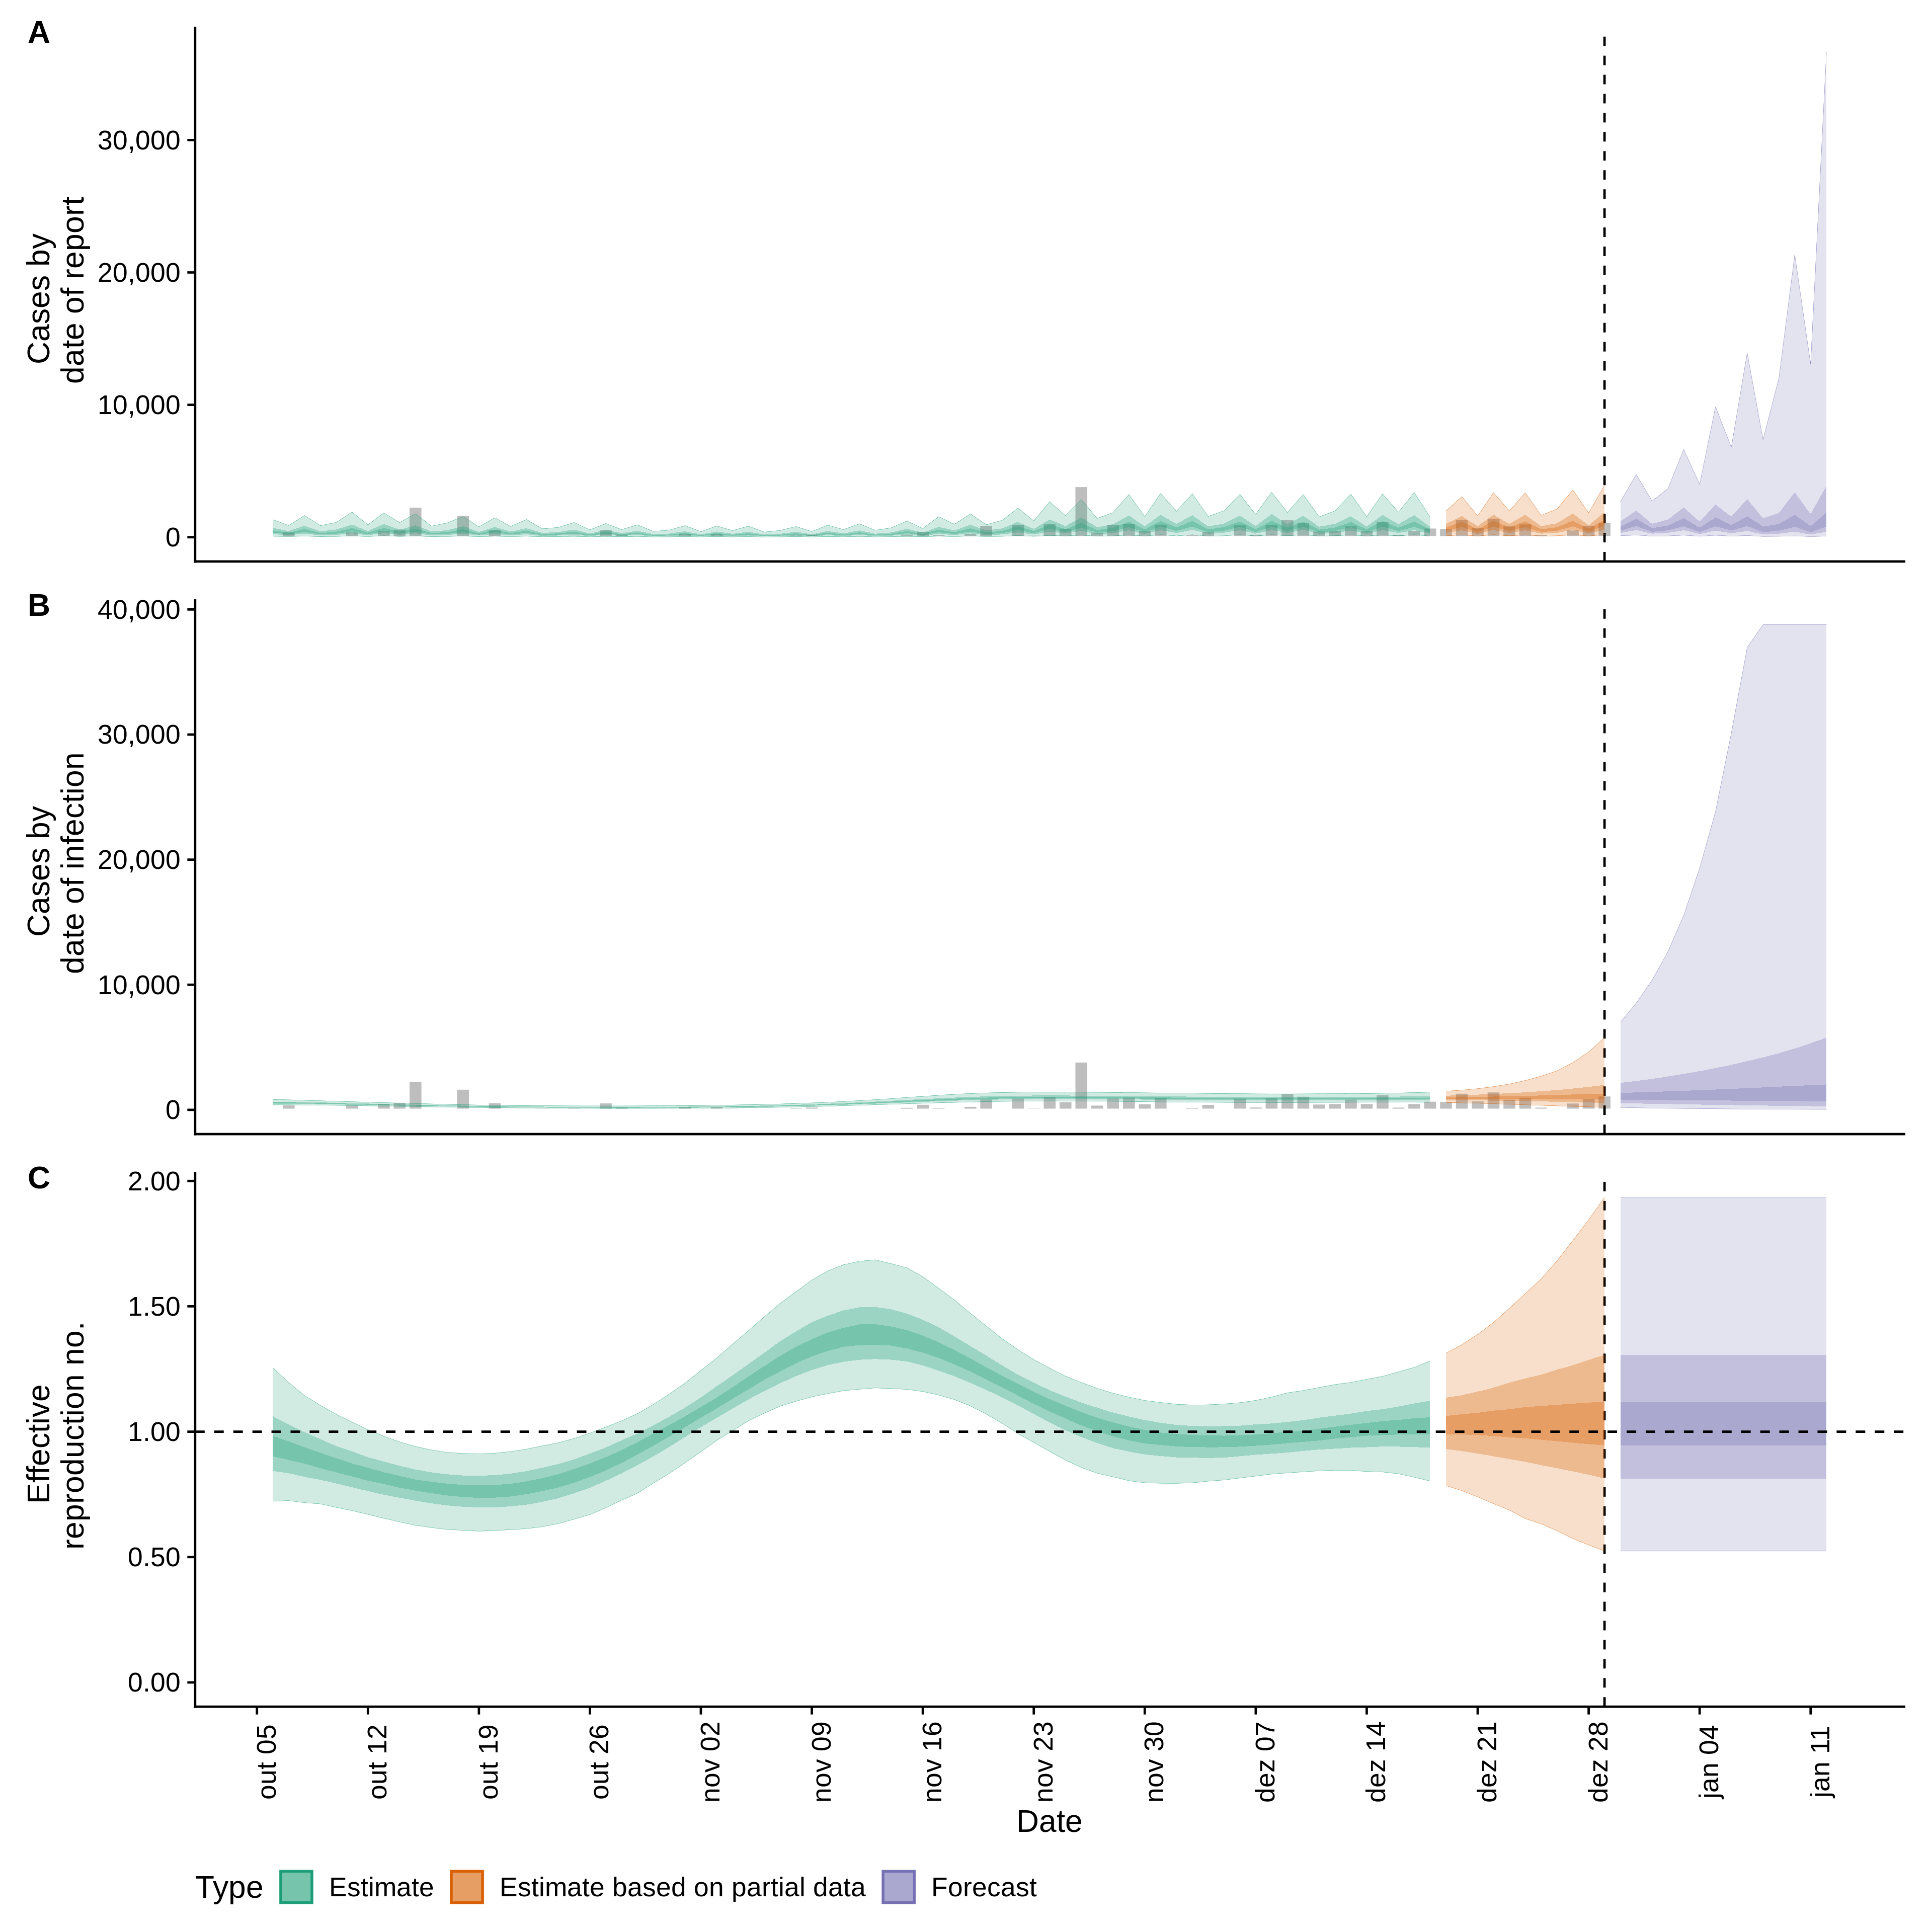 A
Cases by
date of report
30,000
20,000
10,000
0
B
Cases by
date of infection
40,000
30,000
20,000
10,000
0
C
Effective
reproduction no.
2.00
1.50
1.00
0.50
0.00
out 05
out 12
out 19
out 26
nov 02
nov 09
nov 16
nov 23
nov 30
dez 07
dez 14
dez 21
dez 28
jan 04
jan 11
Date
Type Estimate Estimate based on partial data Forecast